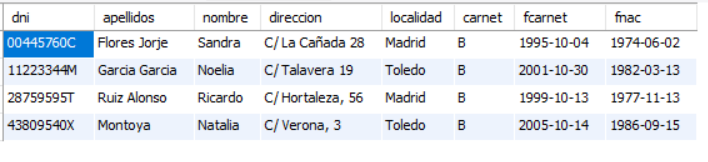 dni apellidos nombre direccion localidad carnet fcarnet fnac
00445760C Flores Jorje Sandra C/ La Cañada 28 Madrid B 1995-10-04 1974-06-02
11223344M Garcia Garcia Noelia C/ Talavera 19 Toledo B 2001-10-30 1982-03-13
28759595T Ruiz Alonso Ricardo C/ Hortaleza, 56 Madrid B 1999-10-13 1977-11-13
43809540X Montoya Natalia C/ Verona, 3 Toledo B 2005-10-14 1986-09-15